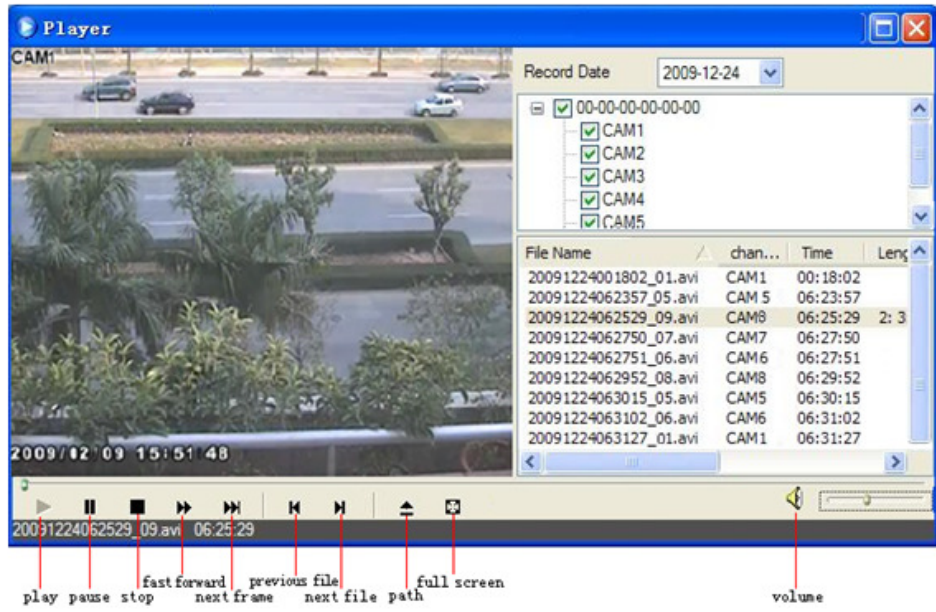 Player
CAM1
2009/12 09 15:51 48
Record Date 2009-12-24
00-00-00-00-00-00
CAM1
CAM2
CAM3
CAM4
CAM5
File Name chan... Time Leng
20091224001802_01.avi CAM1 00:18:02
20091224062357_05.avi CAM 5 06:23:57
20091224062529_09.avi CAM9 06:25:29 2: 3
20091224062750_07.avi CAM7 06:27:50
20091224062751_06.avi CAM6 06:27:51
20091224062952_08.avi CAM8 06:29:52
20091224063015_05.avi CAM5 06:30:15
20091224063102_06.avi CAM6 06:31:02
20091224063127_01.avi CAM1 06:31:27
20091224062529_09.avi 06:25:29
play pause stop fast forward next frame previous file next file path full screen volume